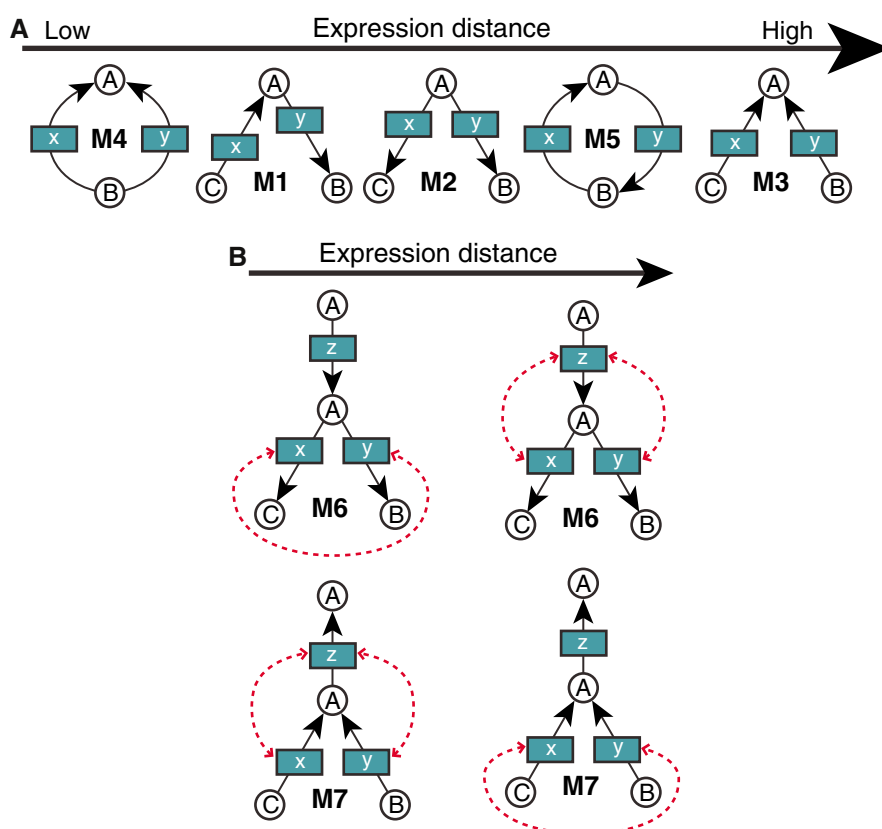 A Low Expression distance High
A A A A A
x M4 y x y x y x M5 y x y
B C M1 B C M2 B B C M3 B
B Expression distance
A A
z z
A A
x y x y
C M6 B C M6 B
A A
z z
A A
x y x y
C M7 B C M7 B